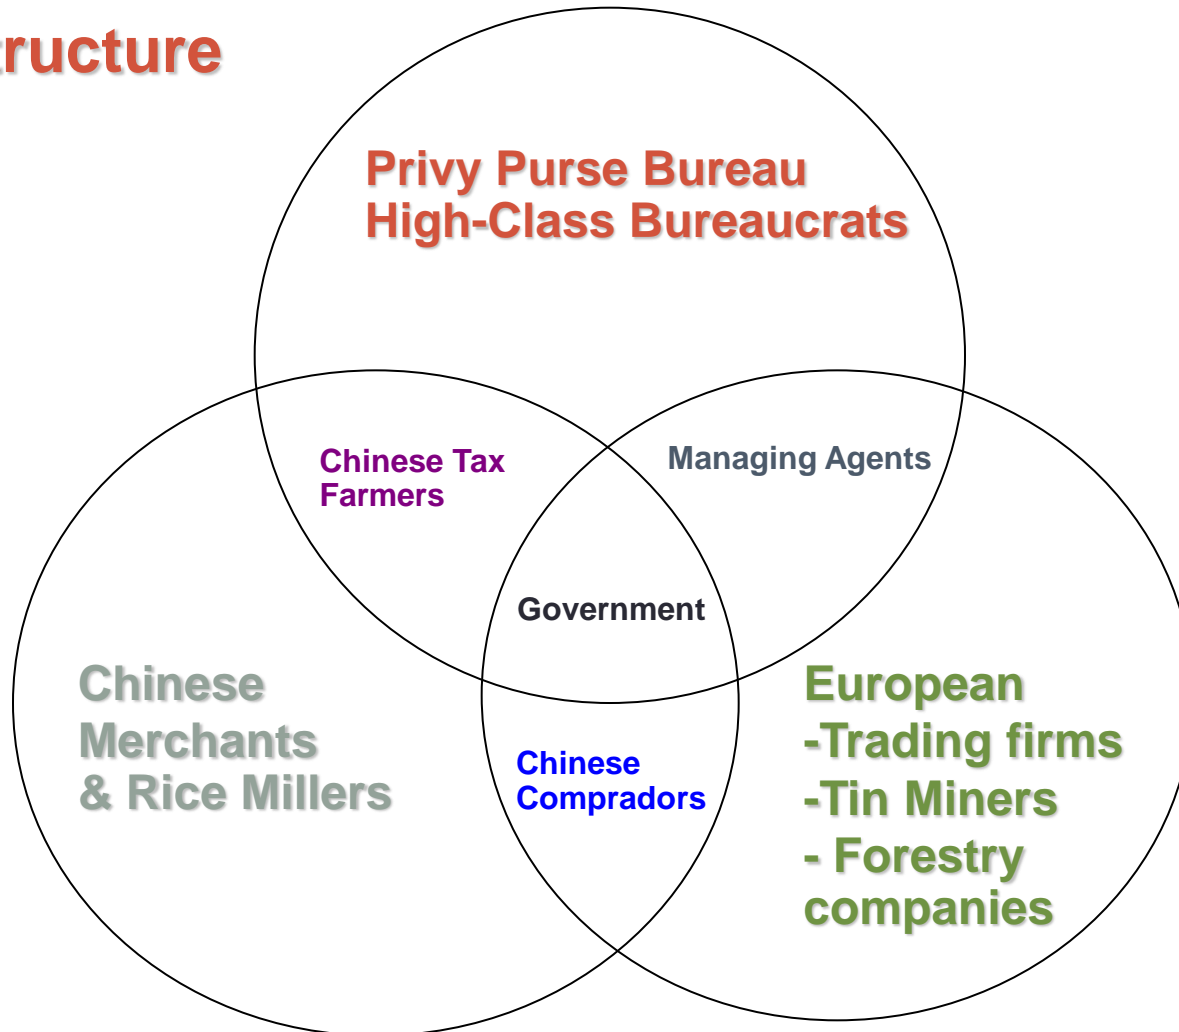 ructure
Privy Purse Bureau
High-Class Bureaucrats
Chinese Tax
Farmers
Managing Agents
Government
Chinese
Merchants
& Rice Millers
Chinese
Compradors
European
-Trading firms
-Tin Miners
- Forestry
companies